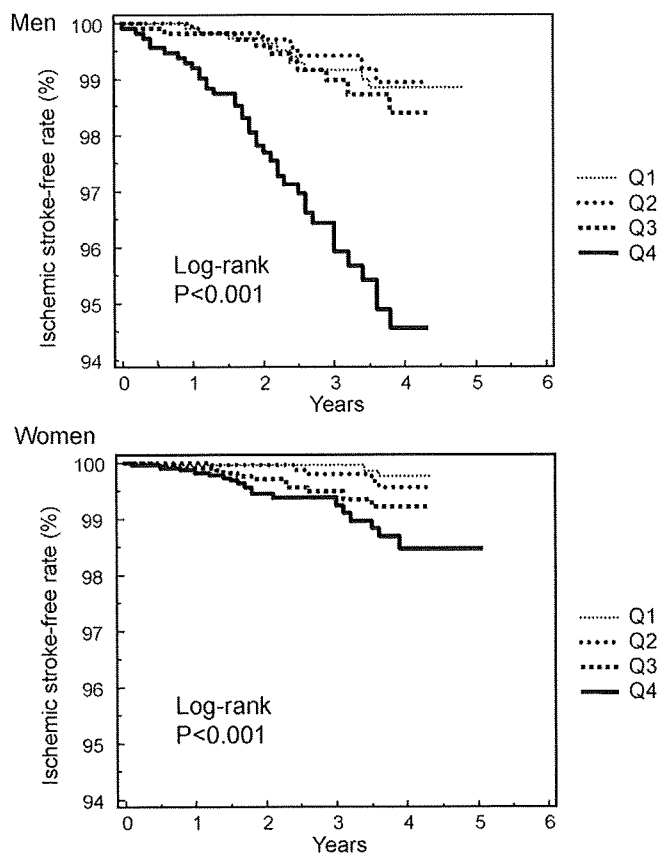 Men
100
99
98
97
96
95
94
Ischemic stroke-free rate (%)
Log-rank
P<0.001
0 1 2 3 4 5 6
Years
Q1
Q2
Q3
Q4
Women
100
99
98
97
96
95
94
Ischemic stroke-free rate (%)
Log-rank
P<0.001
0 1 2 3 4 5 6
Years
Q1
Q2
Q3
Q4